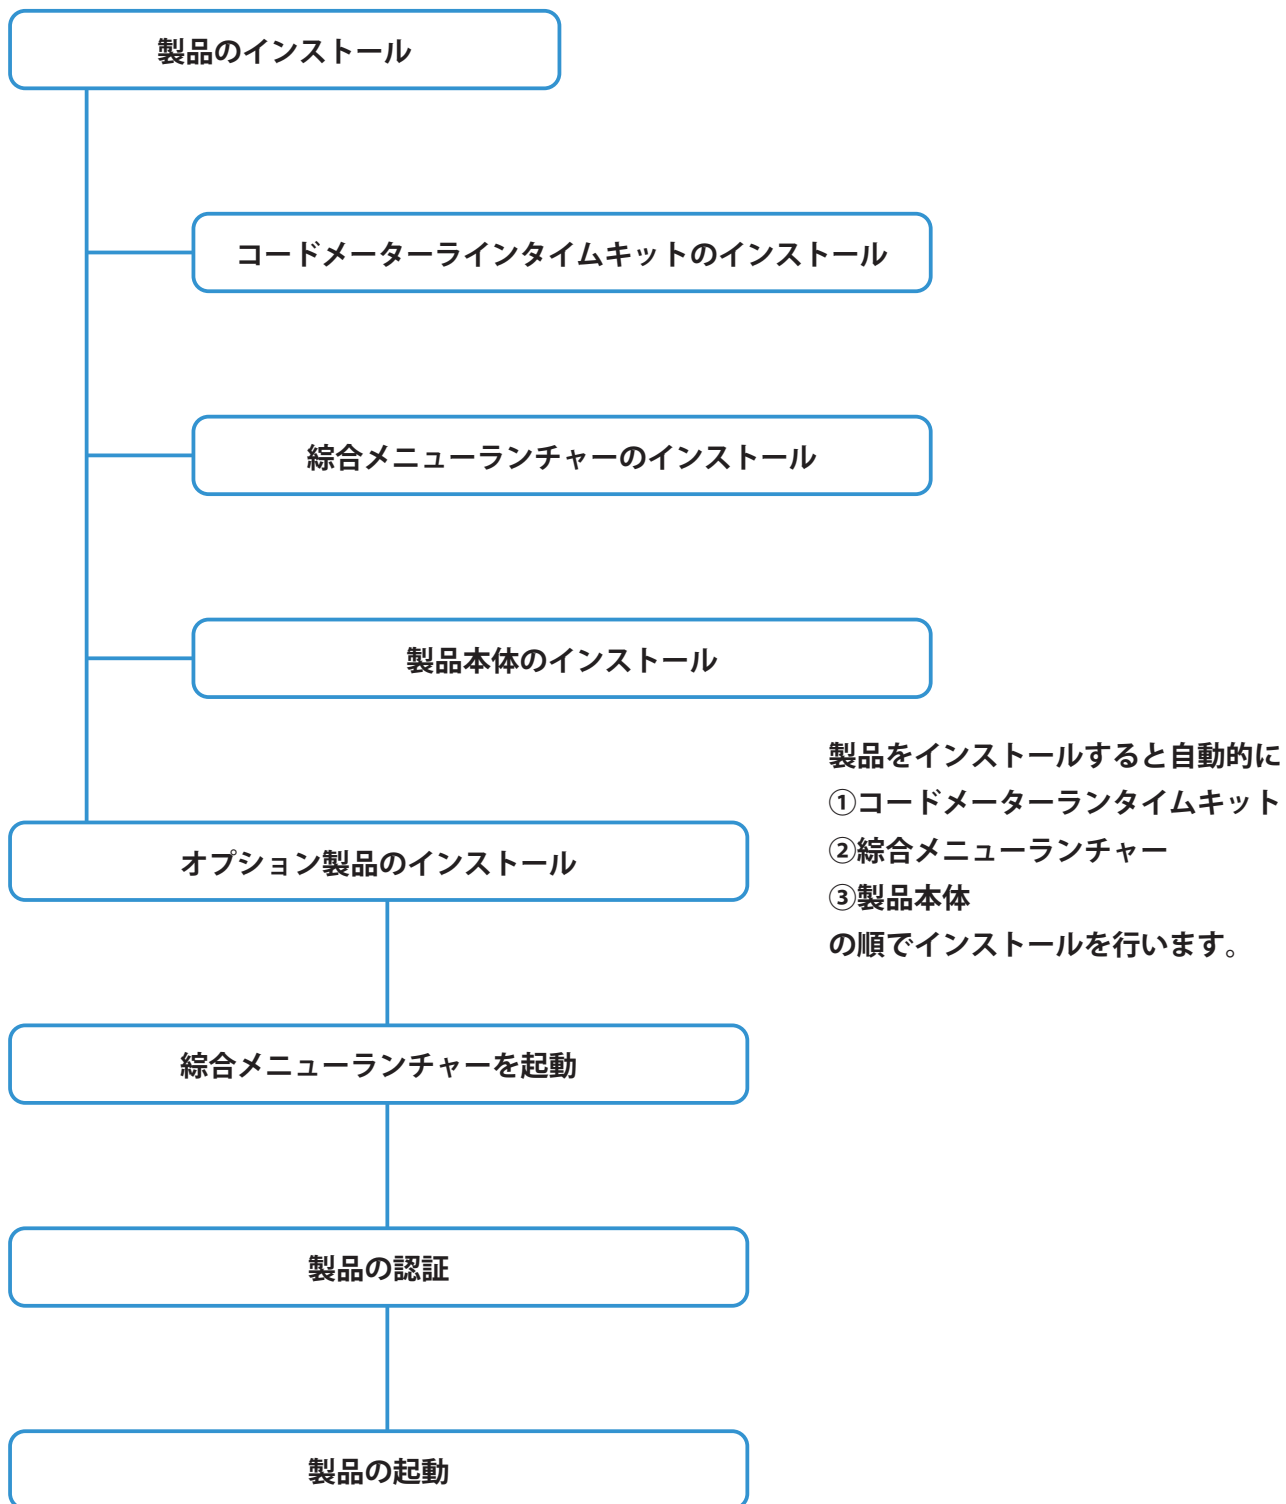 製品のインストール
コードメーターラインタイムキットのインストール
綜合メニューランチャーのインストール
製品本体のインストール
製品をインストールすると自動的に
①コードメーターランタイムキット
②綜合メニューランチャー
③製品本体
の順でインストールを行います。
オプション製品のインストール
綜合メニューランチャーを起動
製品の認証
製品の起動